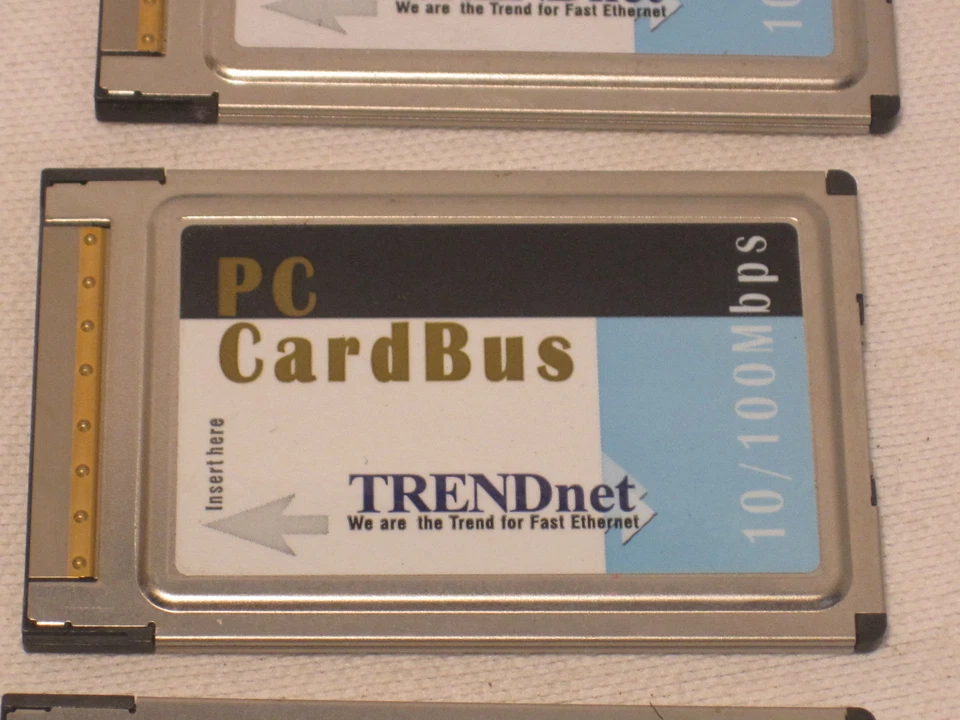 We are the Trend for Fast Ethernet
10
PC
CardBus
10/100Mbps
Insert here
TRENDnet
We are the Trend for Fast Ethernet